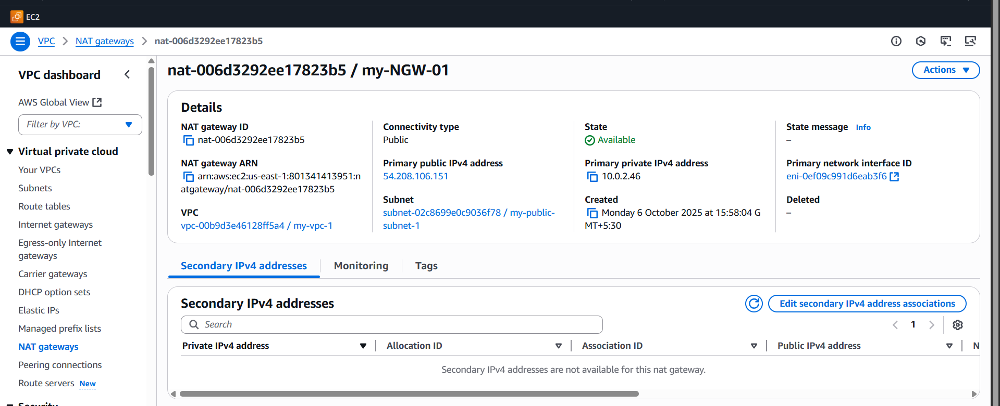 EC2
VPC > NAT gateways > nat-006d3292ee17823b5
VPC dashboard
AWS Global View
Filter by VPC:
Virtual private cloud
Your VPCs
Subnets
Route tables
Internet gateways
Egress-only Internet
gateways
Carrier gateways
DHCP option sets
Elastic IPs
Managed prefix lists
NAT gateways
Peering connections
Route servers New
Security
nat-006d3292ee17823b5 / my-NGW-01
Actions
Details
NAT gateway ID
nat-006d3292ee17823b5
NAT gateway ARN
arn:aws:ec2:us-east-1:801341413951:n
atgateway/nat-006d3292ee17823b5
VPC
vpc-00b9d3e46128ff5a4 / my-vpc-1
Connectivity type
Public
Primary public IPv4 address
54.208.106.151
Subnet
subnet-02c8699e0c9036f78 / my-public-
subnet-1
State
Available
Primary private IPv4 address
10.0.2.46
Created
Monday 6 October 2025 at 15:58:04 G
MT+5:30
State message Info
–
Primary network interface ID
eni-0ef09c991d6eab3f6
Deleted
–
Secondary IPv4 addresses
Monitoring
Tags
Secondary IPv4 addresses
Edit secondary IPv4 address associations
Search
1
Private IPv4 address
Allocation ID
Association ID
Public IPv4 address
N
Secondary IPv4 addresses are not available for this nat gateway.